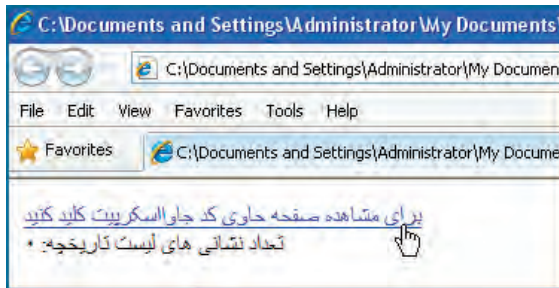 C:\Documents and Settings\Administrator\My Documents
C:\Documents and Settings\Administrator\My Documen
File Edit View Favorites Tools Help
Favorites C:\Documents and Settings\Administrator\My Docume
برای مشاهده صفحه حاوی کد جاوااسکریپت کلید کنید
تعداد نشانی های لیست تاریخچه: ۰